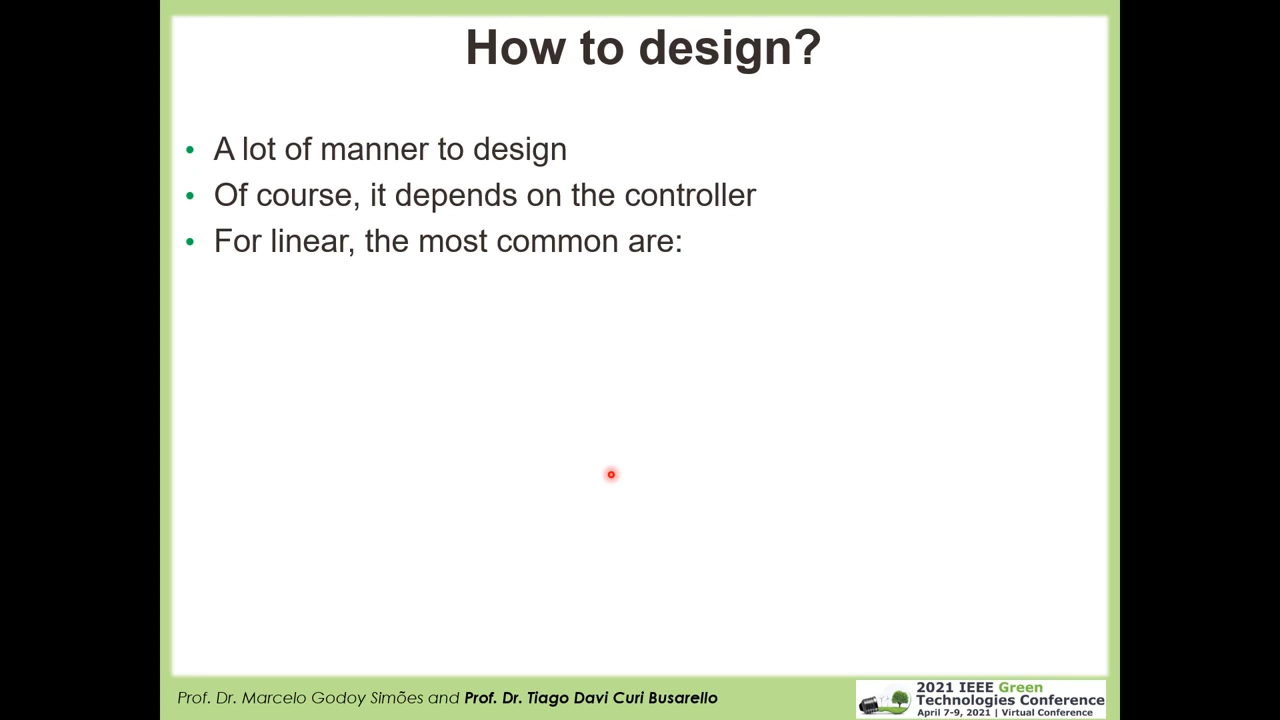 How to design?
• A lot of manner to design
• Of course, it depends on the controller
• For linear, the most common are:
Prof. Dr. Marcelo Godoy Simões and Prof. Dr. Tiago Davi Curi Busarello
2021 IEEE Green
Technologies Conference
April 7-9, 2021 | Virtual Conference